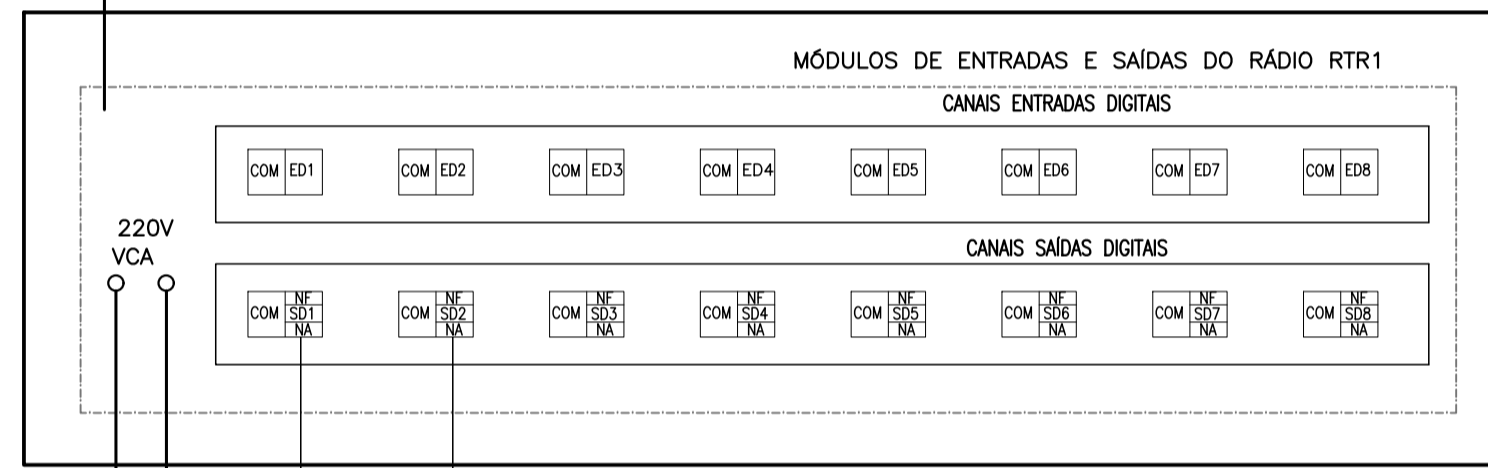 MÓDULOS DE ENTRADAS E SAÍDAS DO RÁDIO RTR1
CANAIS ENTRADAS DIGITAIS
COM ED1 COM ED2 COM ED3 COM ED4 COM ED5 COM ED6 COM ED7 COM ED8
220V
VCA
CANAIS SAÍDAS DIGITAIS
NF NF NF NF NF NF NF NF
COM SD1 COM SD2 COM SD3 COM SD4 COM SD5 COM SD6 COM SD7 COM SD8
NA NA NA NA NA NA NA NA